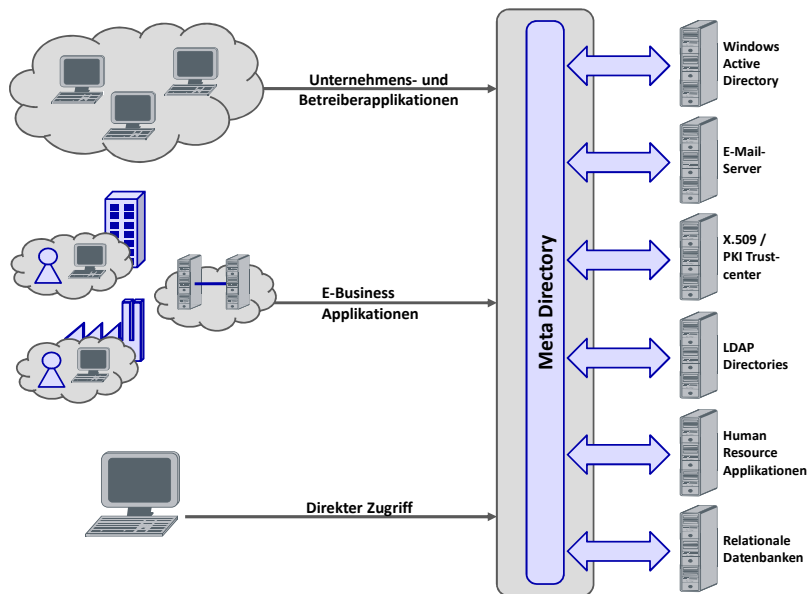 Unternehmens- und
Betreiberapplikationen
E-Business
Applikationen
Direkter Zugriff
Meta Directory
Windows
Active
Directory
E-Mail-
Server
X.509 /
PKI Trust-
center
LDAP
Directories
Human
Resource
Applikationen
Relationale
Datenbanken